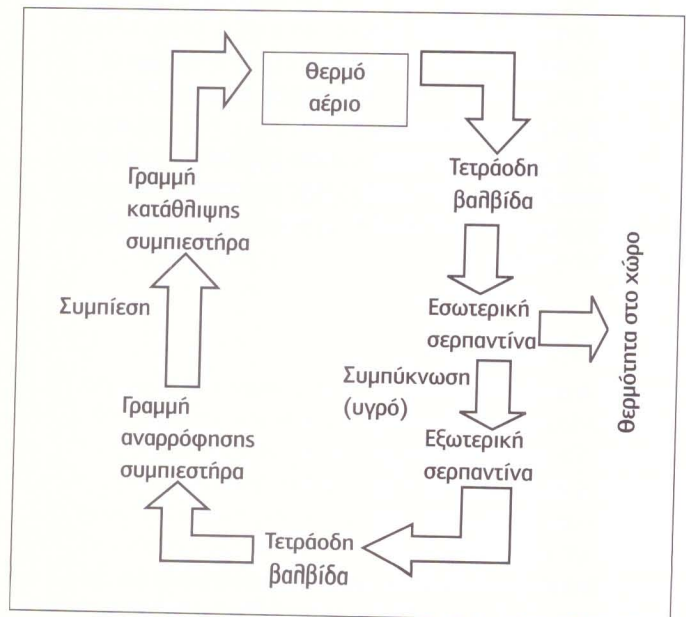 θερμό
αέριο
Τετράοδη
βαλβίδα
Εσωτερική
σερπαντίνα
θερμότητα στο χώρο
Συμπύκνωση
(υγρό)
Εξωτερική
σερπαντίνα
Τετράοδη
βαλβίδα
Γραμμή
αναρρόφησης
συμπιεστήρα
Συμπίεση
Γραμμή
κατάθλιψης
συμπιεστήρα